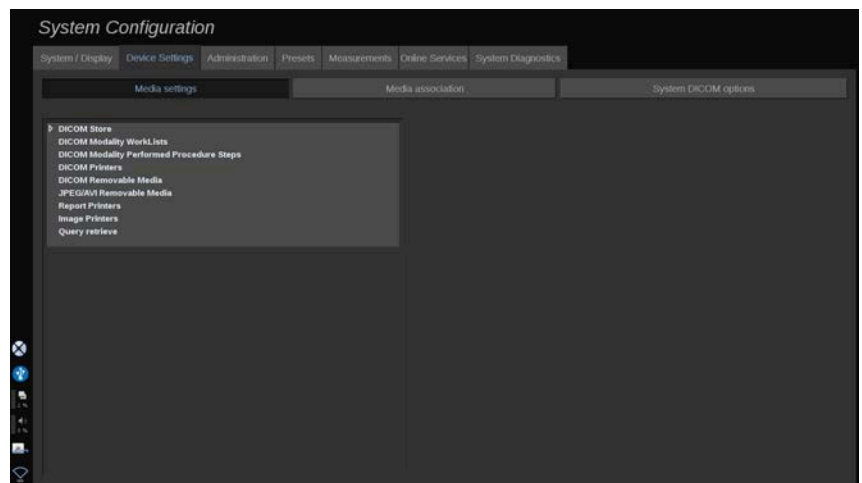 System Configuration
System / Display Device Settings Administration Presets Measurements Online Services System Diagnostics
Media settings Media association System DICOM options
DICOM Store
DICOM Modality WorkLists
DICOM Modality Performed Procedure Steps
DICOM Printers
DICOM Removable Media
JPEG/AVI Removable Media
Report Printers
Image Printers
Query retrieve